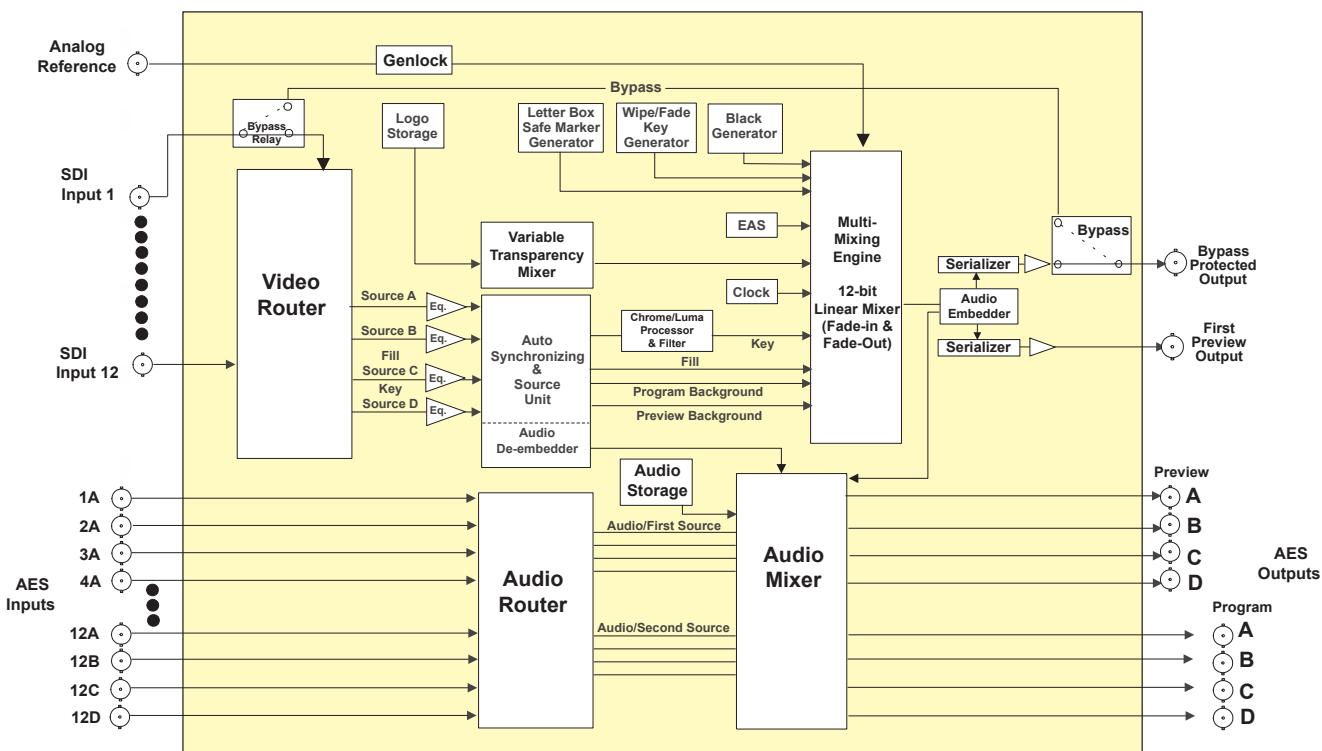 Analog
Reference
Genlock
Bypass
Bypass
Relay
Logo
Storage
Letter Box
Safe Marker
Generator
Wipe/Fade
Key
Generator
Black
Generator
SDI
Input 1
SDI
Input 12
Video
Router
Variable
Transparency
Mixer
EAS
Clock
Multi-
Mixing
Engine
12-bit
Linear Mixer
(Fade-in &
Fade-Out)
Source A
Eq.
Source B
Eq.
Fill
Source C
Eq.
Key
Source D
Eq.
Auto
Synchronizing
&
Source
Unit
Audio
De-embedder
Chrome/Luma
Processor
& Filter
Key
Fill
Program Background
Preview Background
Serializer
Audio
Embedder
Serializer
Bypass
Bypass
Protected
Output
First
Preview
Output
AES
Inputs
1A
2A
3A
4A
12A
12B
12C
12D
Audio
Router
Audio
Storage
Audio/First Source
Audio/Second Source
Audio
Mixer
Preview
A
B
C
D
AES
Outputs
Program
A
B
C
D